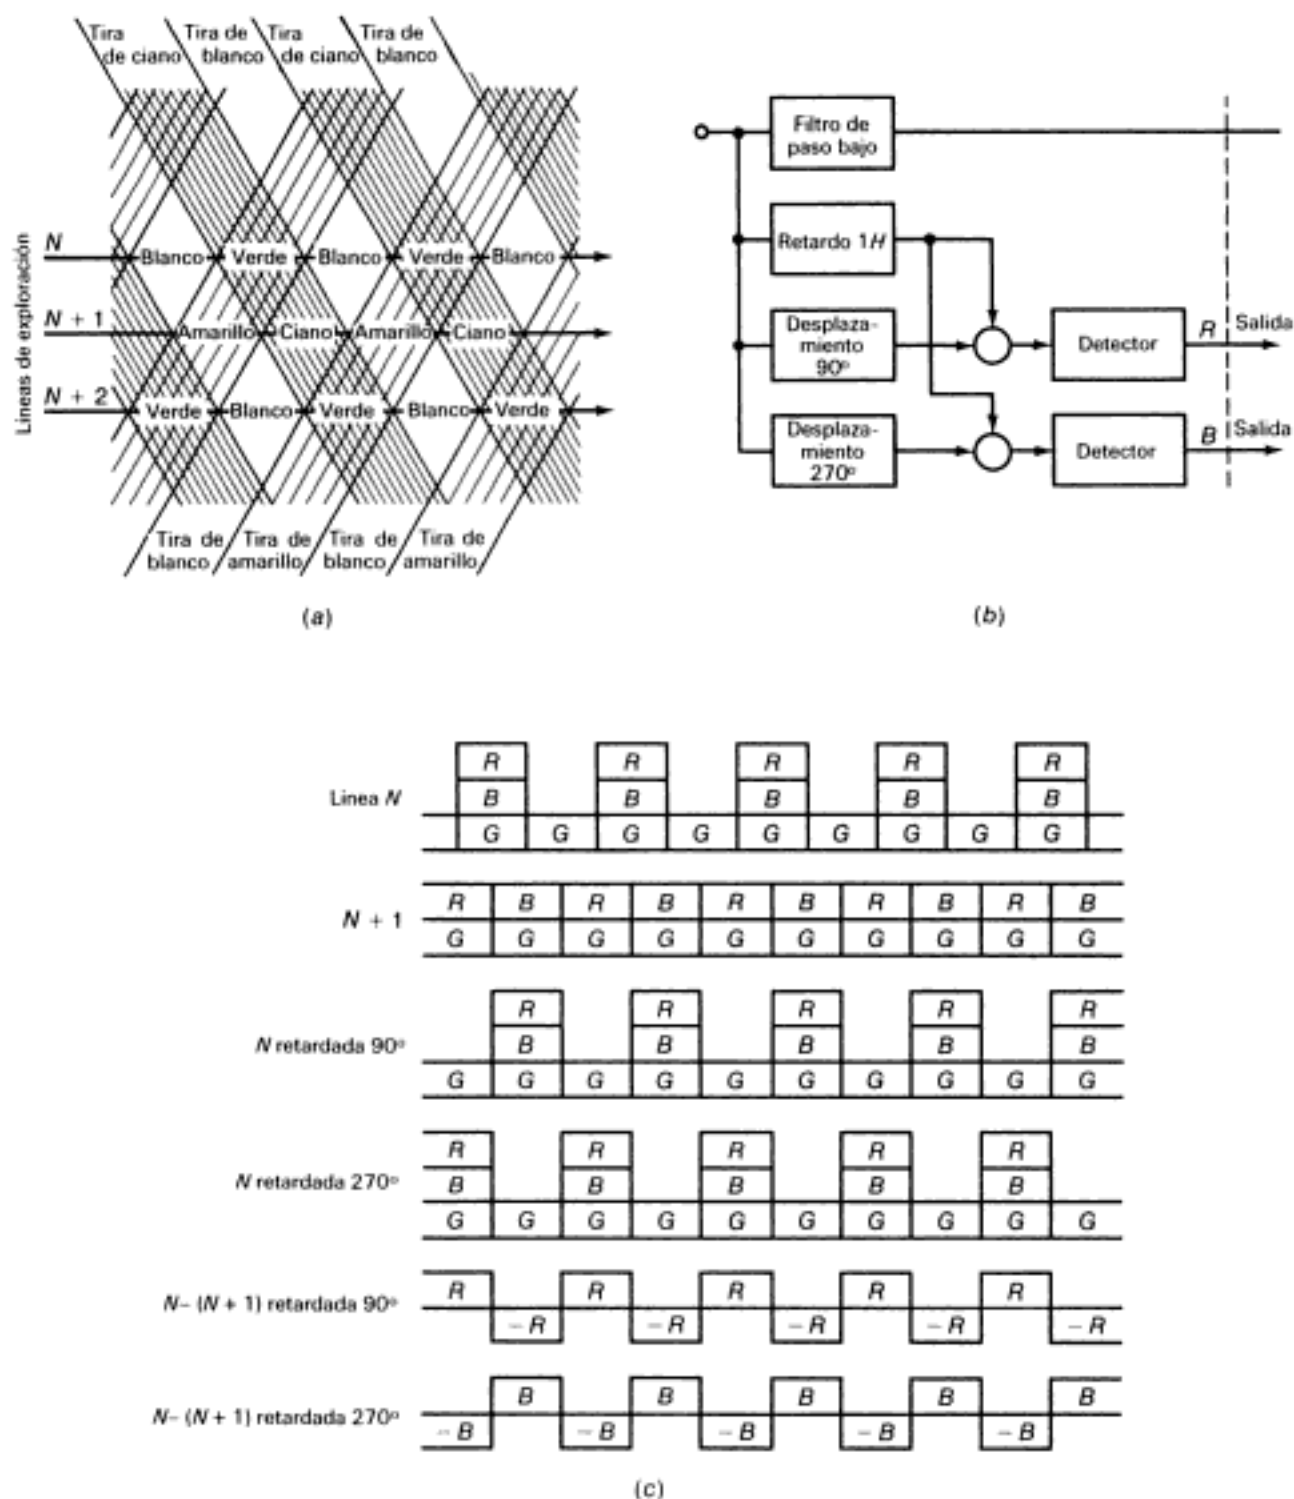 Tira de ciano
Tira de blanco
Tira de ciano
Tira de blanco
Lineas de exploración
N
Blanco Verde Blanco Verde Blanco
N + 1
Amarillo Ciano Amarillo Ciano
N + 2
Verde Blanco Verde Blanco Verde
Tira de blanco
Tira de amarillo
Tira de blanco
Tira de amarillo
(a)
Filtro de
paso bajo
Retardo 1H
Desplaza-
miento
90º
Detector
R
Salida
Desplaza-
miento
270º
Detector
B
Salida
(b)
R R R R R
Linea N
B B B B B
G G G G G G G G G
N + 1
R B R B R B R B R B
G G G G G G G G G G
R R R R R
N retardada 90º
B B B B B
G G G G G G G G G G
R R R R R
N retardada 270º
B B B B B
G G G G G G G G G G
N– (N + 1) retardada 90º
R R R R R
–R –R –R –R –R
N– (N + 1) retardada 270º
B B B B B
–B –B –B –B –B
(c)